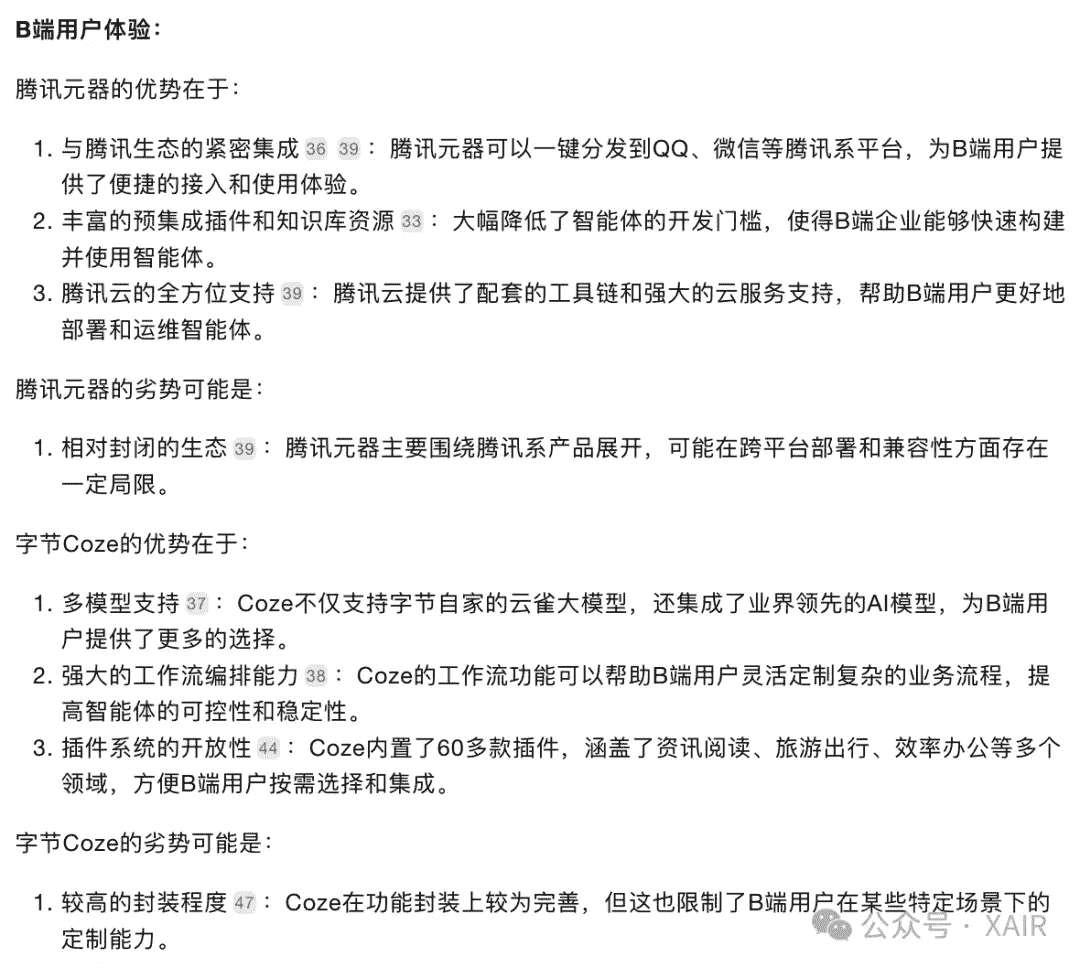 B端用户体验：
腾讯元器的优势在于：
1. 与腾讯生态的紧密集成 36 39 ：腾讯元器可以一键分发到QQ、微信等腾讯系平台，为B端用户提
供了便捷的接入和使用体验。
2. 丰富的预集成插件和知识库资源 33 ：大幅降低了智能体的开发门槛，使得B端企业能够快速构建
并使用智能体。
3. 腾讯云的全方位支持 39 ：腾讯云提供了配套的工具链和强大的云服务支持，帮助B端用户更好地
部署和运维智能体。
腾讯元器的劣势可能是：
1. 相对封闭的生态 39 ：腾讯元器主要围绕腾讯系产品展开，可能在跨平台部署和兼容性方面存在
一定局限。
字节Coze的优势在于：
1. 多模型支持 37 ：Coze不仅支持字节自家的云雀大模型，还集成了业界领先的AI模型，为B端用
户提供了更多的选择。
2. 强大的工作流编排能力 38 ：Coze的工作流功能可以帮助B端用户灵活定制复杂的业务流程，提
高智能体的可控性和稳定性。
3. 插件系统的开放性 44 ：Coze内置了60多款插件，涵盖了资讯阅读、旅游出行、效率办公等多个
领域，方便B端用户按需选择和集成。
字节Coze的劣势可能是：
1. 较高的封装程度 47 ：Coze在功能封装上较为完善，但这也限制了B端用户在某些特定场景下的
定制能力。
公众号 · XAIR